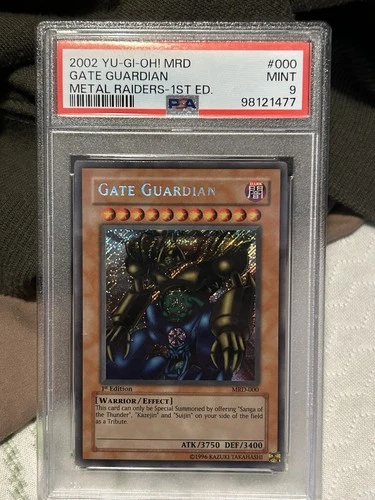 2002 YU-GI-OH! MRD #000
GATE GUARDIAN MINT
METAL RAIDERS-1ST ED. 9
PSA 98121477
GATE GUARDIAN 闇
1st Edition MRD-000
[WARRIOR/EFFECT]
This card can only be Special Summoned by offering "Sanga of
the Thunder", "Kazejin" and "Suijin" on your side of the field
as a Tribute.
ATK/3750 DEF/3400
©1996 KAZUKI TAKAHASHI